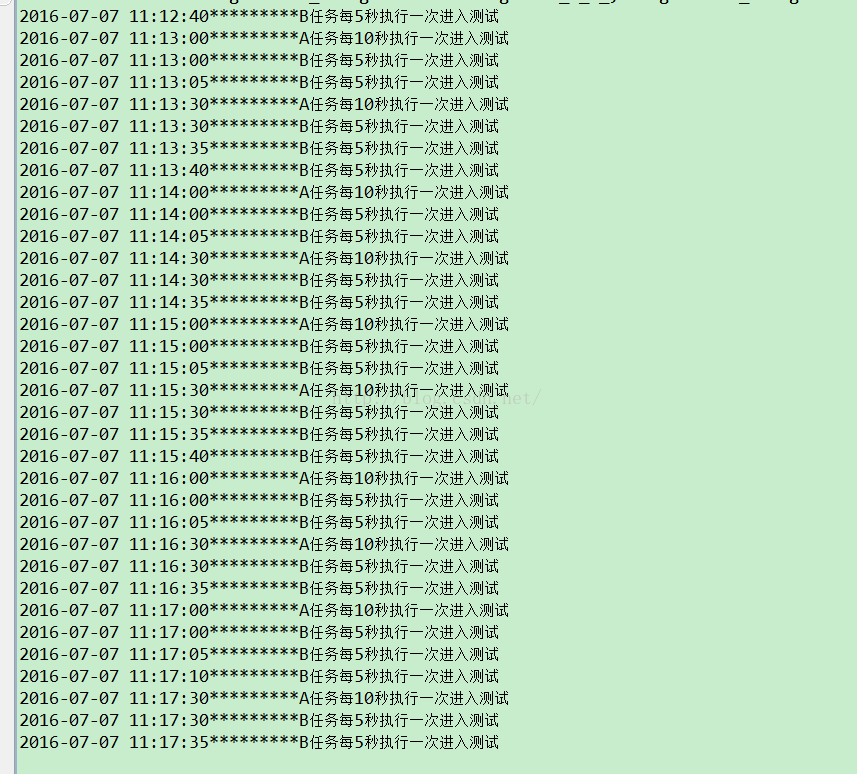 2016-07-07 11:12:40*********B任务每5秒执行一次进入测试
2016-07-07 11:13:00*********A任务每10秒执行一次进入测试
2016-07-07 11:13:00*********B任务每5秒执行一次进入测试
2016-07-07 11:13:05*********B任务每5秒执行一次进入测试
2016-07-07 11:13:30*********A任务每10秒执行一次进入测试
2016-07-07 11:13:30*********B任务每5秒执行一次进入测试
2016-07-07 11:13:35*********B任务每5秒执行一次进入测试
2016-07-07 11:13:40*********B任务每5秒执行一次进入测试
2016-07-07 11:14:00*********A任务每10秒执行一次进入测试
2016-07-07 11:14:00*********B任务每5秒执行一次进入测试
2016-07-07 11:14:05*********B任务每5秒执行一次进入测试
2016-07-07 11:14:30*********A任务每10秒执行一次进入测试
2016-07-07 11:14:30*********B任务每5秒执行一次进入测试
2016-07-07 11:14:35*********B任务每5秒执行一次进入测试
2016-07-07 11:15:00*********A任务每10秒执行一次进入测试
2016-07-07 11:15:00*********B任务每5秒执行一次进入测试
2016-07-07 11:15:05*********B任务每5秒执行一次进入测试
2016-07-07 11:15:30*********A任务每10秒执行一次进入测试
http://blog.csdn.net/
2016-07-07 11:15:30*********B任务每5秒执行一次进入测试
2016-07-07 11:15:35*********B任务每5秒执行一次进入测试
2016-07-07 11:15:40*********B任务每5秒执行一次进入测试
2016-07-07 11:16:00*********A任务每10秒执行一次进入测试
2016-07-07 11:16:00*********B任务每5秒执行一次进入测试
2016-07-07 11:16:05*********B任务每5秒执行一次进入测试
2016-07-07 11:16:30*********A任务每10秒执行一次进入测试
2016-07-07 11:16:30*********B任务每5秒执行一次进入测试
2016-07-07 11:16:35*********B任务每5秒执行一次进入测试
2016-07-07 11:17:00*********A任务每10秒执行一次进入测试
2016-07-07 11:17:00*********B任务每5秒执行一次进入测试
2016-07-07 11:17:05*********B任务每5秒执行一次进入测试
2016-07-07 11:17:10*********B任务每5秒执行一次进入测试
2016-07-07 11:17:30*********A任务每10秒执行一次进入测试
2016-07-07 11:17:30*********B任务每5秒执行一次进入测试
2016-07-07 11:17:35*********B任务每5秒执行一次进入测试